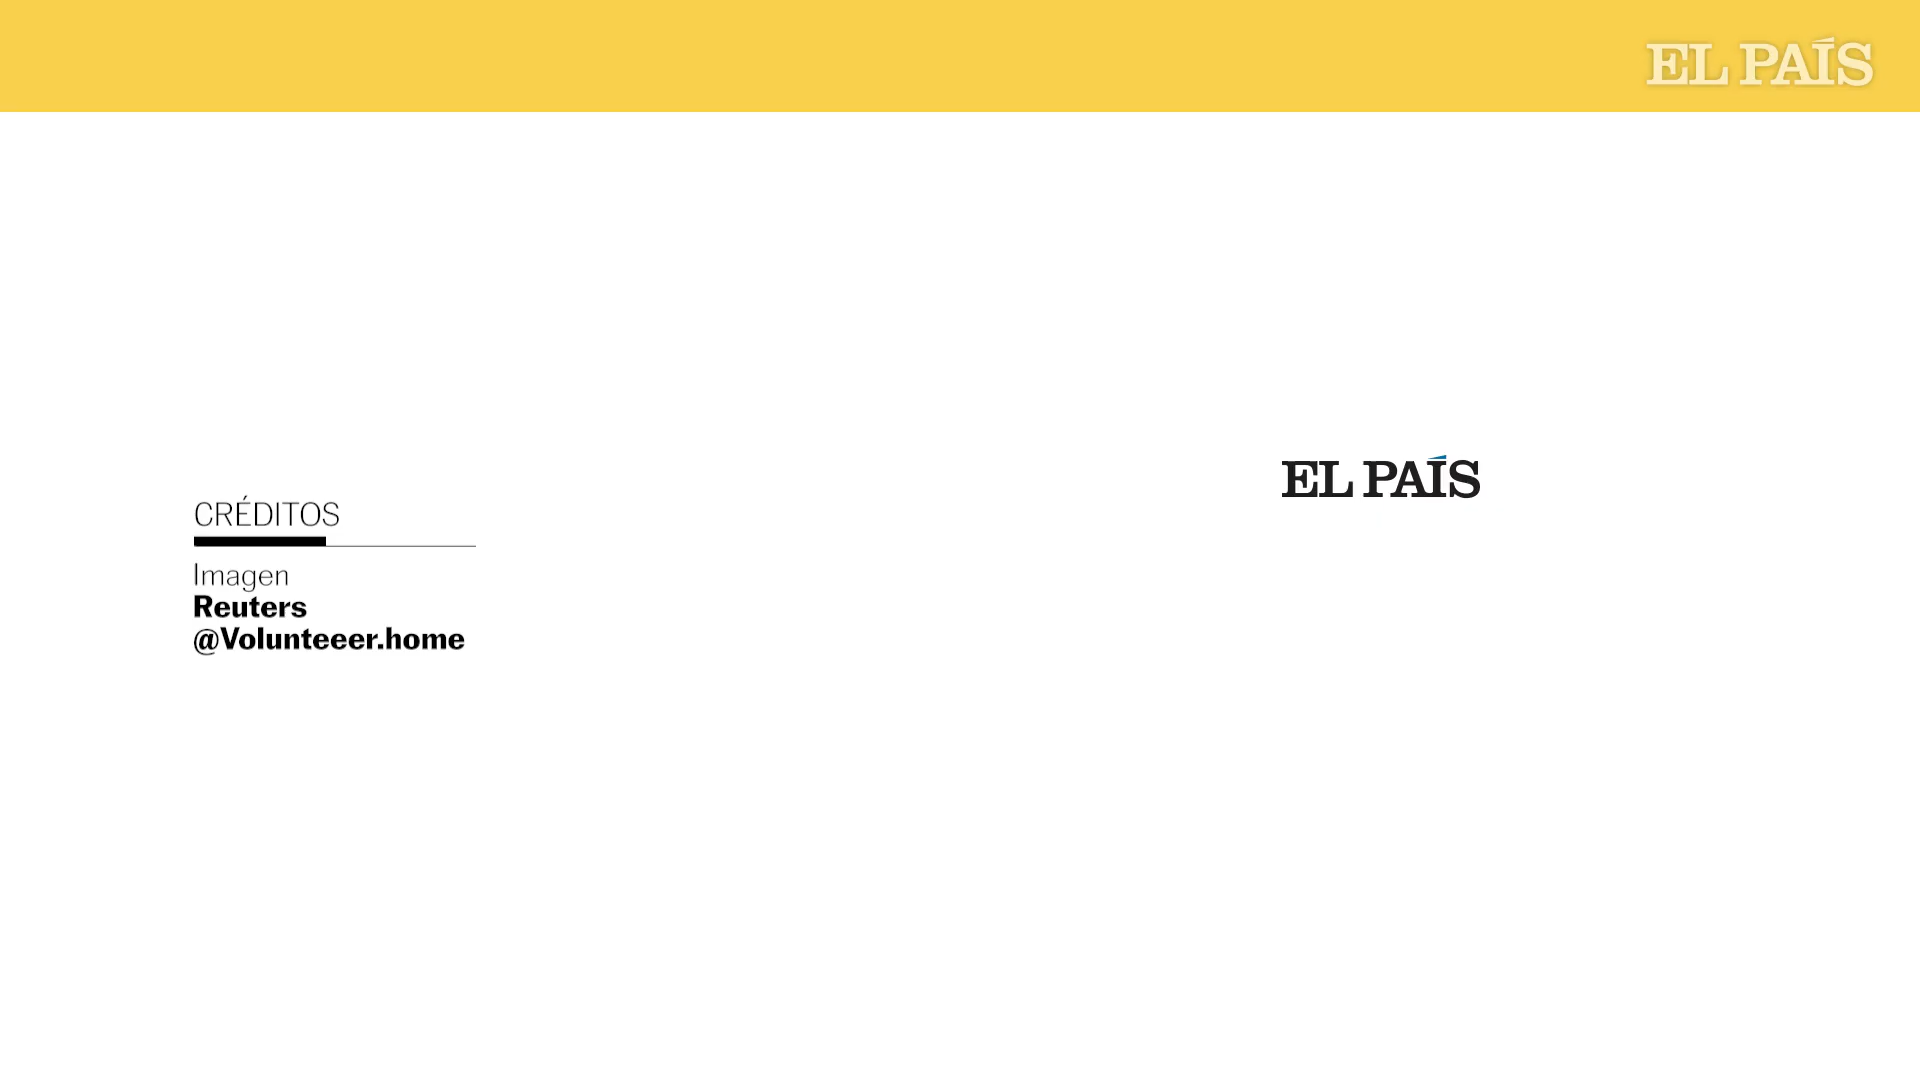 EL PAÍS
EL PAÍS
CRÉDITOS
Imagen
Reuters
@Volunteeer.home